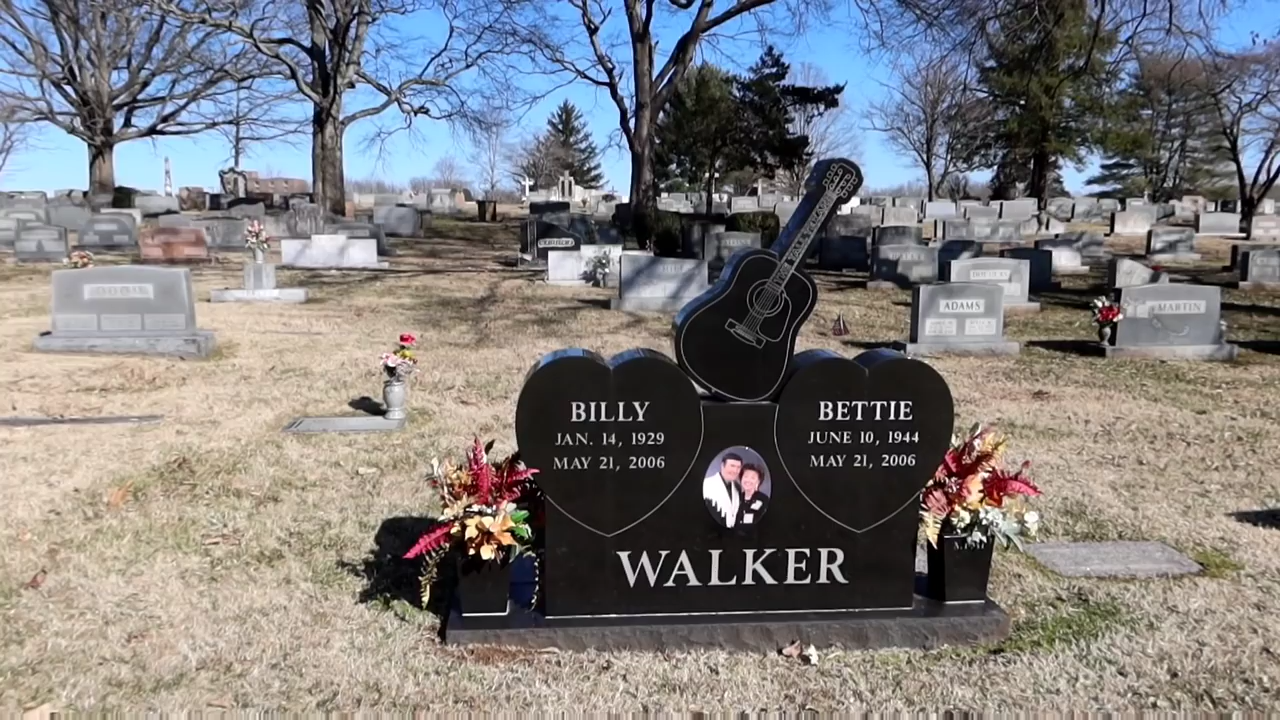 BILLY
JAN. 14, 1929
MAY 21, 2006
BETTIE
JUNE 10, 1944
MAY 21, 2006
WALKER
ADAMS
MARTIN